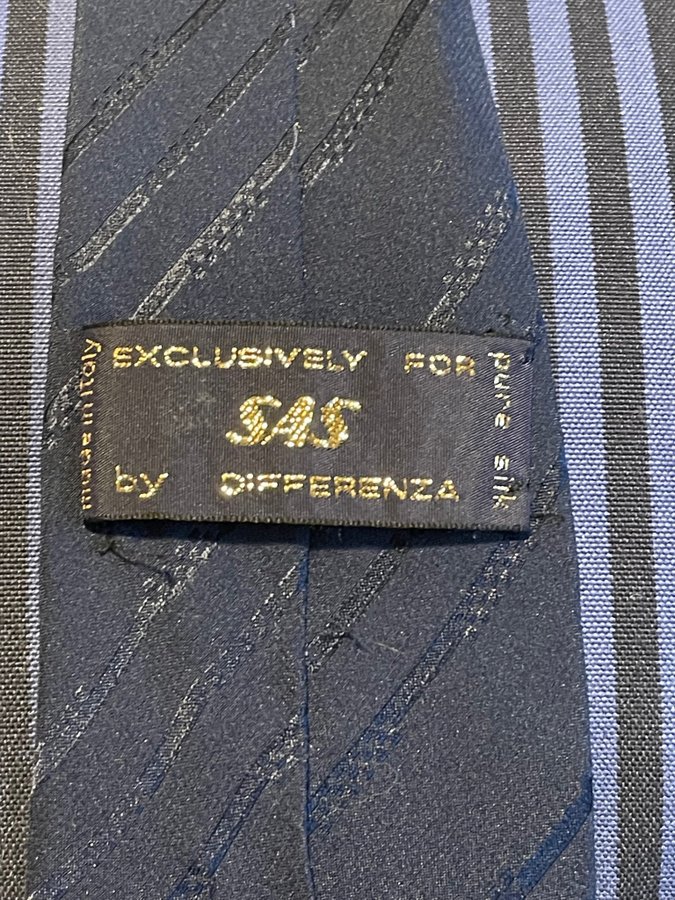 made in italy
EXCLUSIVELY FOR
SAS
by DIFFERENZA
pure silk